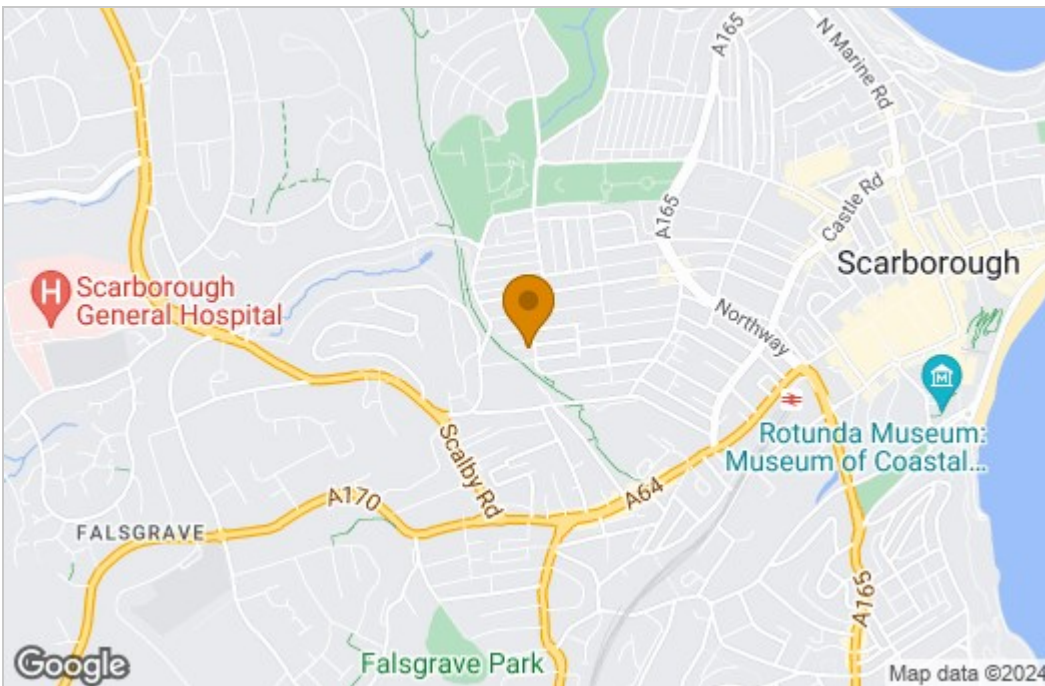 A165
N Marine Rd
A165
Castle Rd
Scarborough
H
Scarborough
General Hospital
Northway
M
Rotunda Museum:
Museum of Coastal...
Scalby Rd
A64
A170
FALSGRAVE
A165
Falsgrave Park
Google
Map data ©2024